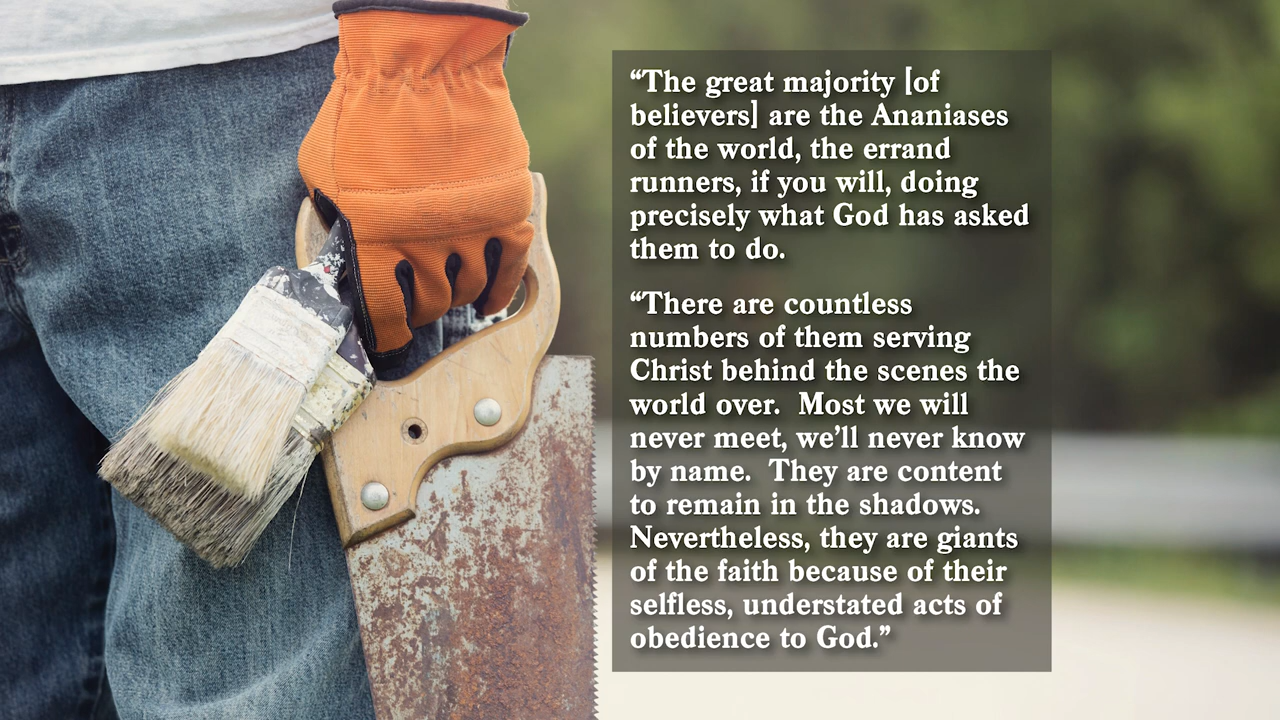 “The great majority [of
believers] are the Ananiases
of the world, the errand
runners, if you will, doing
precisely what God has asked
them to do.
“There are countless
numbers of them serving
Christ behind the scenes the
world over.  Most we will
never meet, we’ll never know
by name.  They are content
to remain in the shadows.
Nevertheless, they are giants
of the faith because of their
selfless, understated acts of
obedience to God.”